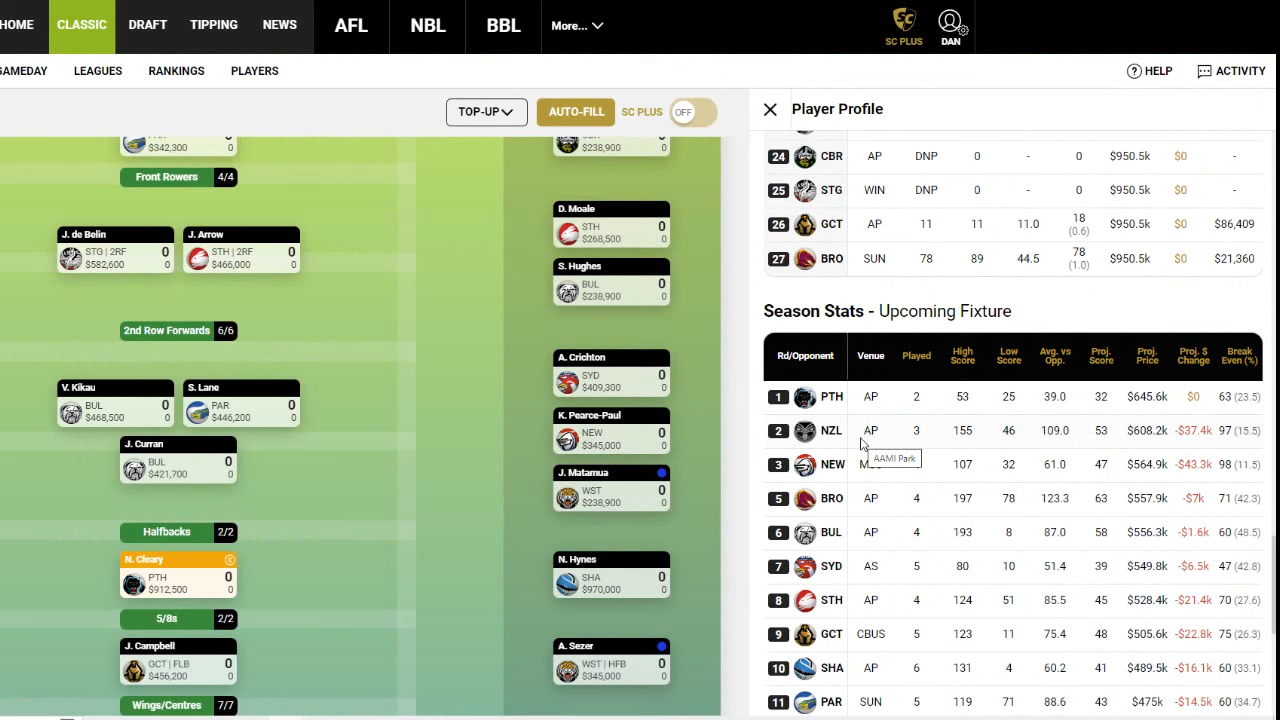 HOME CLASSIC DRAFT TIPPING NEWS AFL NBL BBL More...
SC PLUS DAN
GAMEDAY LEAGUES RANKINGS PLAYERS ? HELP ACTIVITY
TOP-UP AUTO-FILL SC PLUS OFF
Player Profile
$342,300 0
Front Rowers 4/4
J. de Belin
STG | 2RF 0
$582,600 0
J. Arrow
STH | 2RF 0
$466,000 0
2nd Row Forwards 6/6
V. Kikau
BUL 0
$468,500 0
S. Lane
PAR 0
$446,200 0
J. Curran
BUL 0
$421,700 0
Halfbacks 2/2
N. Cleary C
PTH 0
$912,500 0
5/8s 2/2
J. Campbell
GCT | FLB 0
$456,200 0
Wings/Centres 7/7
$238,900 0
D. Moale
STH 0
$268,500 0
S. Hughes
BUL 0
$238,900 0
A. Crichton
SYD 0
$409,300 0
K. Pearce-Paul
NEW 0
$345,000 0
J. Matamua
WST 0
$238,900 0
N. Hynes
SHA 0
$970,000 0
A. Sezer
WST | HFB 0
$345,000 0
24 CBR AP DNP 0 - 0 $950.5k $0 -
25 STG WIN DNP 0 - 0 $950.5k $0 -
26 GCT AP 11 11 11.0 18 (0.6) $950.5k $0 $86,409
27 BRO SUN 78 89 44.5 78 (1.0) $950.5k $0 $21,360
Season Stats - Upcoming Fixture
Rd/Opponent Venue Played High Score Low Score Avg. vs Opp. Proj. Score Proj. Price Proj. $ Change Break Even (%)
1 PTH AP 2 53 25 39.0 32 $645.6k $0 63 (23.5)
2 NZL AP 3 155 46 109.0 53 $608.2k -$37.4k 97 (15.5)
AAMI Park
3 NEW 107 32 61.0 47 $564.9k -$43.3k 98 (11.5)
5 BRO AP 4 197 78 123.3 63 $557.9k -$7k 71 (42.3)
6 BUL AP 4 193 8 87.0 58 $556.3k -$1.6k 60 (48.5)
7 SYD AS 5 80 10 51.4 39 $549.8k -$6.5k 47 (42.8)
8 STH AP 4 124 51 85.5 45 $528.4k -$21.4k 70 (27.6)
9 GCT CBUS 5 123 11 75.4 48 $505.6k -$22.8k 75 (26.3)
10 SHA AP 6 131 4 60.2 41 $489.5k -$16.1k 60 (33.1)
11 PAR SUN 5 119 71 88.6 43 $475k -$14.5k 60 (34.7)